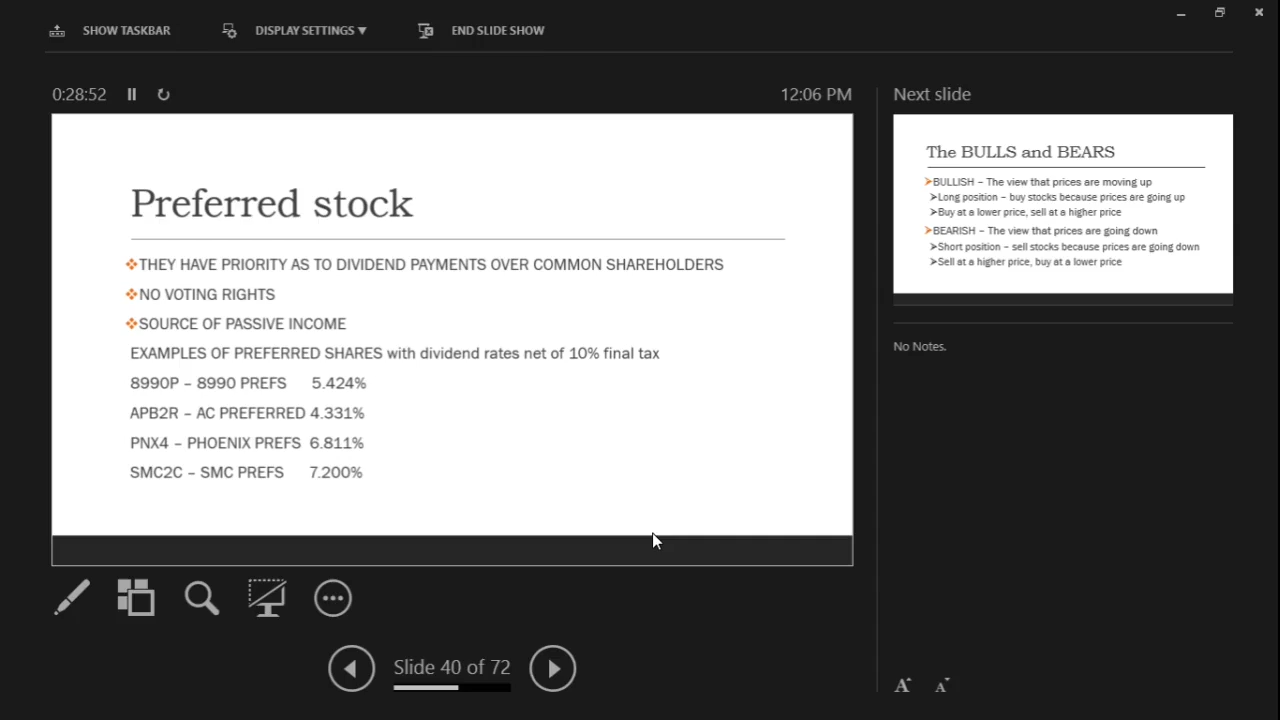 SHOW TASKBAR
DISPLAY SETTINGS ▼
END SLIDE SHOW
0:28:52
12:06 PM
Preferred stock
❖THEY HAVE PRIORITY AS TO DIVIDEND PAYMENTS OVER COMMON SHAREHOLDERS
❖NO VOTING RIGHTS
❖SOURCE OF PASSIVE INCOME
EXAMPLES OF PREFERRED SHARES with dividend rates net of 10% final tax
8990P – 8990 PREFS 5.424%
APB2R – AC PREFERRED 4.331%
PNX4 – PHOENIX PREFS 6.811%
SMC2C – SMC PREFS 7.200%
Slide 40 of 72
Next slide
The BULLS and BEARS
➢BULLISH – The view that prices are moving up
➢Long position – buy stocks because prices are going up
➢Buy at a lower price, sell at a higher price
➢BEARISH – The view that prices are going down
➢Short position – sell stocks because prices are going down
➢Sell at a higher price, buy at a lower price
No Notes.
A A